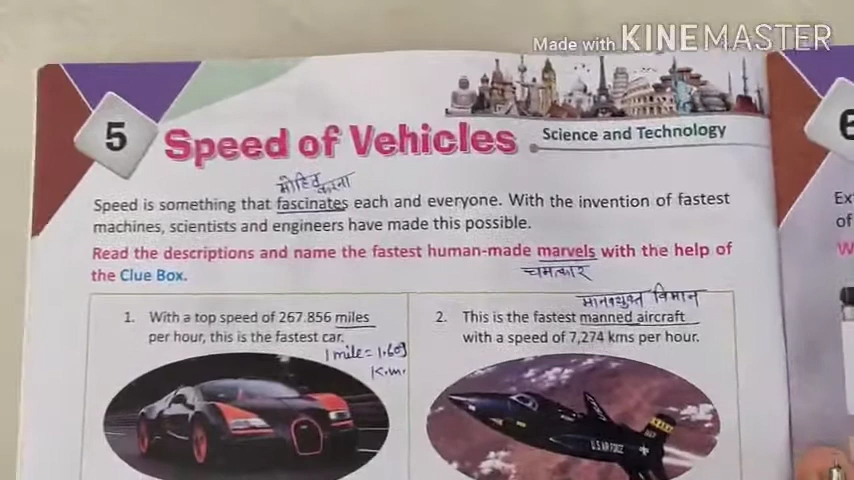 Made with KINEMASTER
5
Speed of Vehicles
Science and Technology
मोहित करना
Speed is something that fascinates each and everyone. With the invention of fastest
machines, scientists and engineers have made this possible.
Read the descriptions and name the fastest human-made marvels with the help of
the Clue Box.
चमत्कार
1. With a top speed of 267.856 miles
per hour, this is the fastest car.
1 mile = 1.609
K.m.
मानवयुक्त विमान
2. This is the fastest manned aircraft
with a speed of 7,274 kms per hour.
U.S. AIR FORCE
6
Ex
of